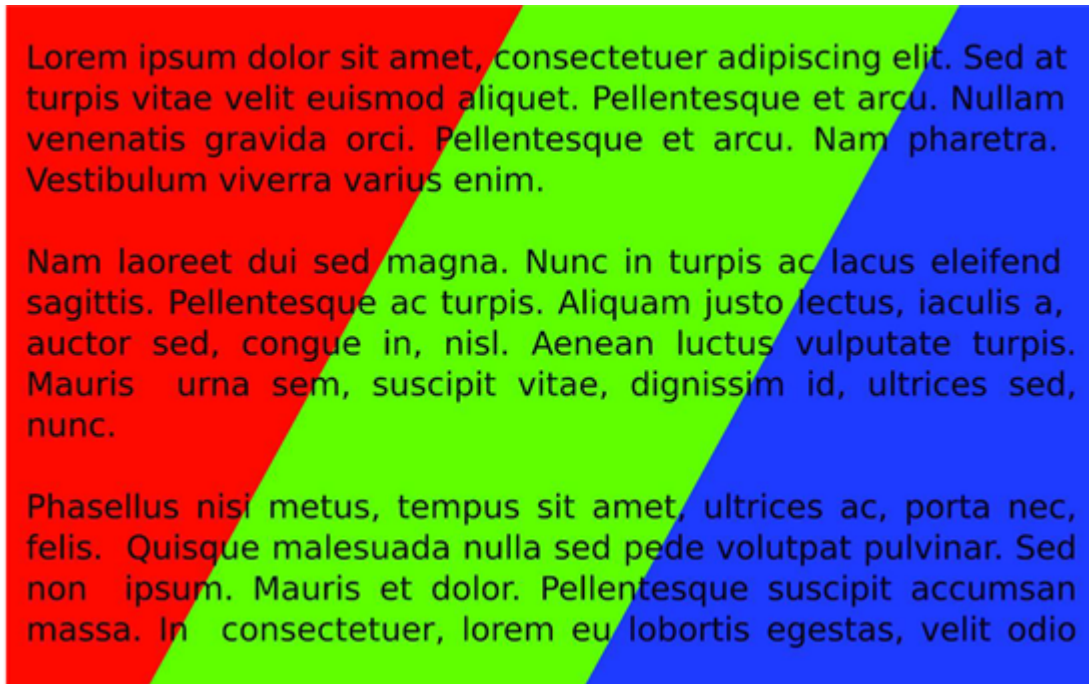 Lorem ipsum dolor sit amet, consectetuer adipiscing elit. Sed at
turpis vitae velit euismod aliquet. Pellentesque et arcu. Nullam
venenatis gravida orci. Pellentesque et arcu. Nam pharetra.
Vestibulum viverra varius enim.
Nam laoreet dui sed magna. Nunc in turpis ac lacus eleifend
sagittis. Pellentesque ac turpis. Aliquam justo lectus, iaculis a,
auctor sed, congue in, nisl. Aenean luctus vulputate turpis.
Mauris urna sem, suscipit vitae, dignissim id, ultrices sed,
nunc.
Phasellus nisi metus, tempus sit amet, ultrices ac, porta nec,
felis. Quisque malesuada nulla sed pede volutpat pulvinar. Sed
non ipsum. Mauris et dolor. Pellentesque suscipit accumsan
massa. In consectetuer, lorem eu lobortis egestas, velit odio